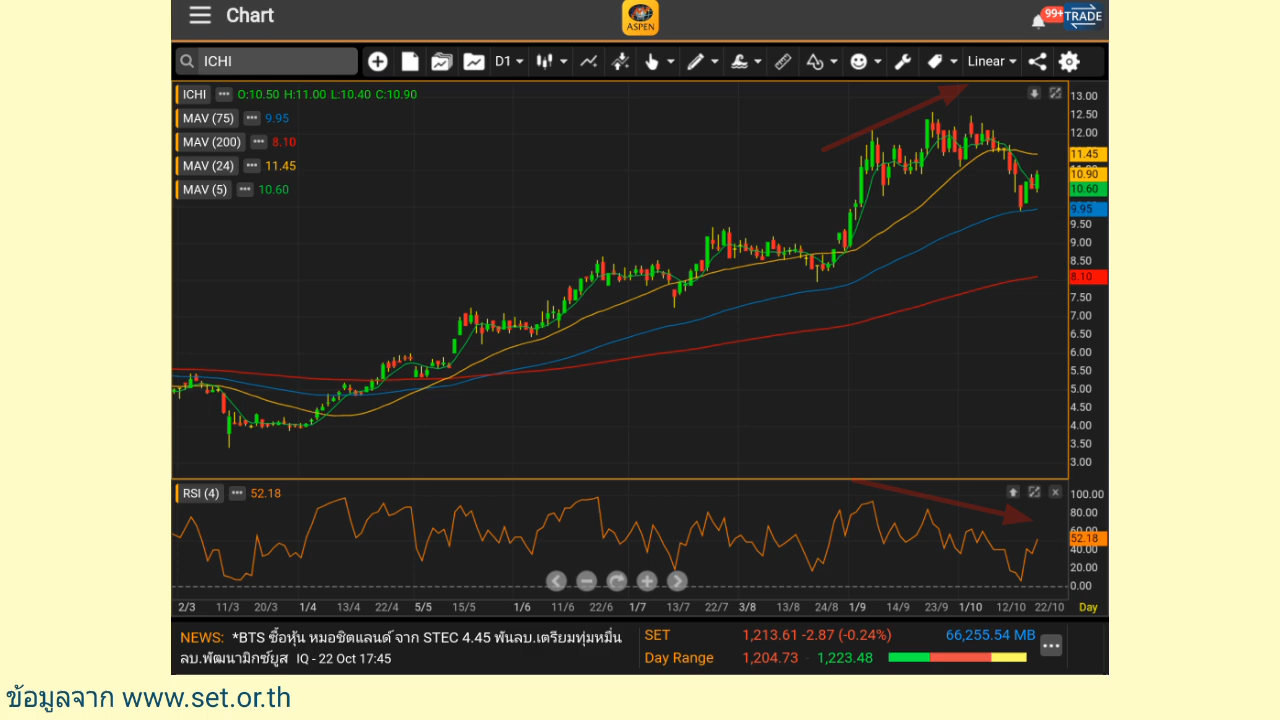 Chart
ASPEN
99+
TRADE
ICHI
D1
Linear
ICHI ••• O:10.50 H:11.00 L:10.40 C:10.90
MAV (75) ••• 9.95
MAV (200) ••• 8.10
MAV (24) ••• 11.45
MAV (5) ••• 10.60
13.00
12.50
12.00
11.45
10.90
10.60
9.95
9.50
9.00
8.50
8.10
7.50
7.00
6.50
6.00
5.50
5.00
4.50
4.00
3.50
3.00
RSI (4) ••• 52.18
100.00
80.00
60.00
52.18
40.00
20.00
0.00
2/3 11/3 20/3 1/4 13/4 22/4 5/5 15/5 1/6 11/6 22/6 1/7 13/7 22/7 3/8 13/8 24/8 1/9 14/9 23/9 1/10 12/10 22/10 Day
NEWS: *BTS ซื้อหุ้น หมอชิตแลนด์ จาก STEC 4.45 พันลบ.เตรียมทุ่มหมื่น
ลบ.พัฒนามิกซ์ยูส IQ - 22 Oct 17:45
SET 1,213.61 -2.87 (-0.24%) 66,255.54 MB
Day Range 1,204.73 - 1,223.48
ข้อมูลจาก www.set.or.th